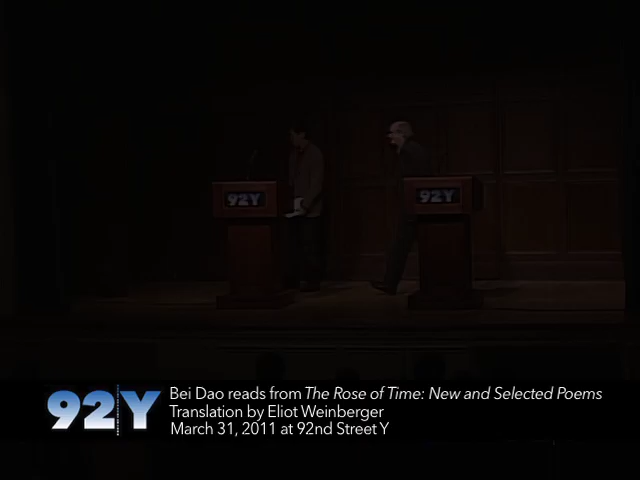 92Y
92Y
92Y
Bei Dao reads from The Rose of Time: New and Selected Poems
Translation by Eliot Weinberger
March 31, 2011 at 92nd Street Y